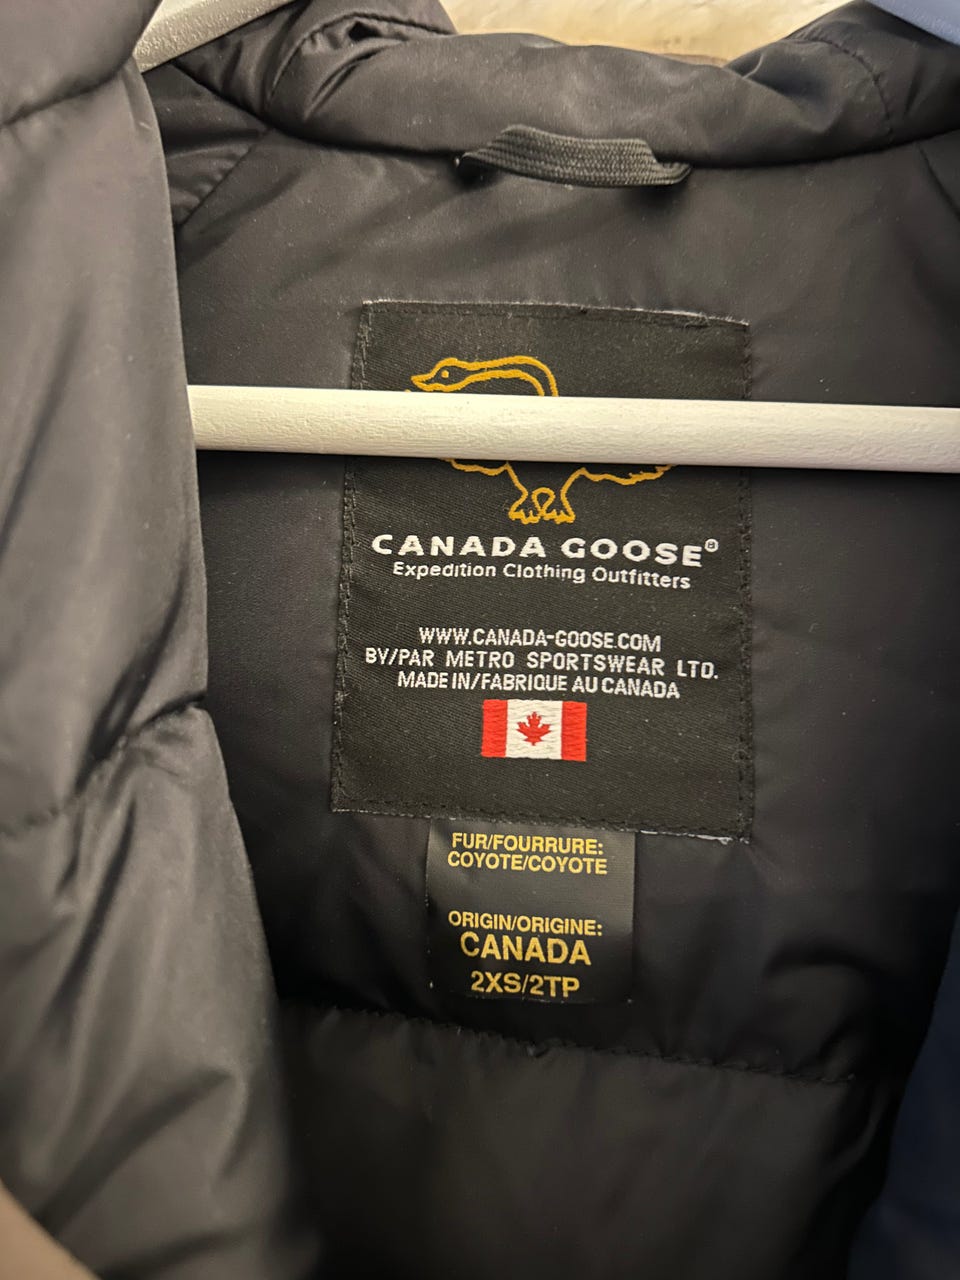 CANADA GOOSE®
Expedition Clothing Outfitters
WWW.CANADA-GOOSE.COM
BY/PAR METRO SPORTSWEAR LTD.
MADE IN/FABRIQUE AU CANADA
FUR/FOURRURE:
COYOTE/COYOTE
ORIGIN/ORIGINE:
CANADA
2XS/2TP